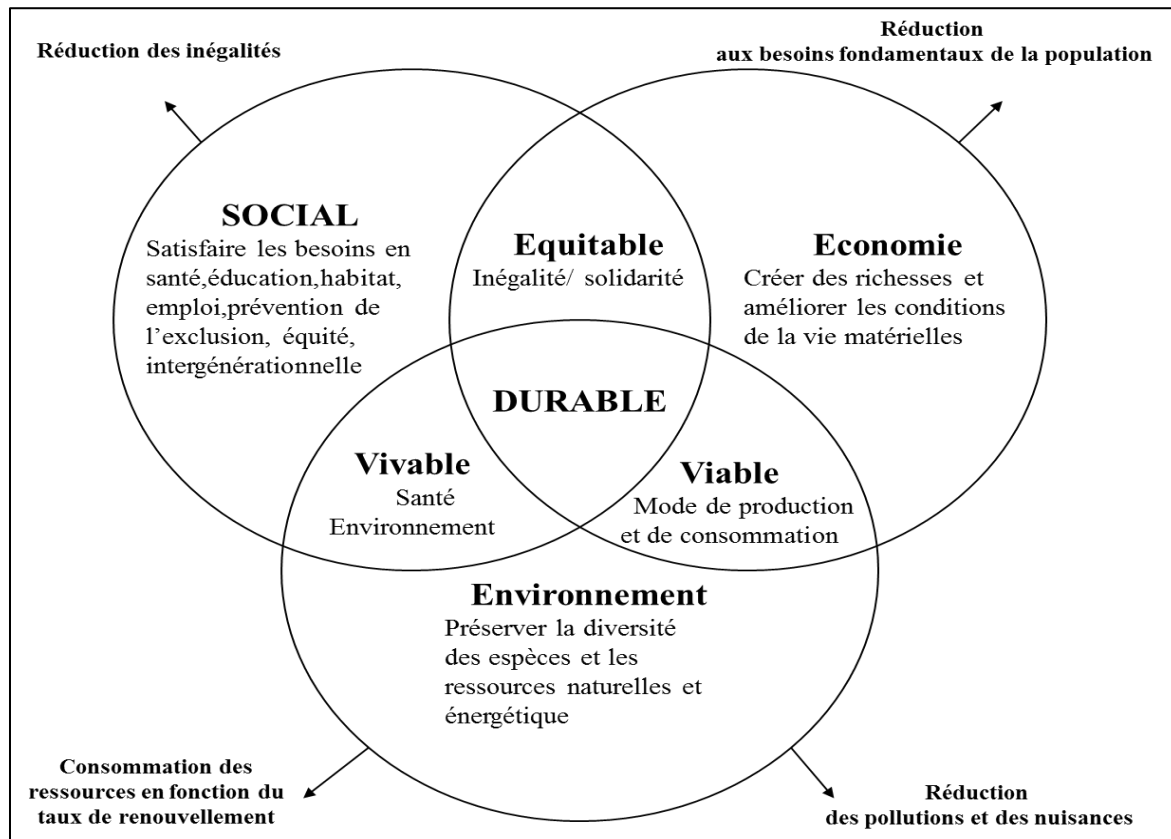 Réduction des inégalités
Réduction
aux besoins fondamentaux de la population
SOCIAL
Satisfaire les besoins en
santé,éducation,habitat,
emploi,prévention de
l’exclusion, équité,
intergénérationnelle
Equitable
Inégalité/ solidarité
Economie
Créer des richesses et
améliorer les conditions
de la vie matérielles
DURABLE
Vivable
Santé
Environnement
Viable
Mode de production
et de consommation
Environnement
Préserver la diversité
des espèces et les
ressources naturelles et
énergétique
Consommation des
ressources en fonction du
taux de renouvellement
Réduction
des pollutions et des nuisances